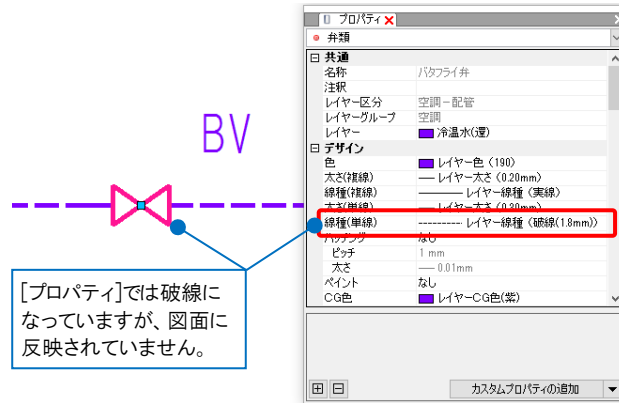 プロパティ
弁類
共通
名称 バタフライ弁
注釈
レイヤー区分 空調－配管
レイヤーグループ 空調
レイヤー 冷温水(還)
デザイン
色 レイヤー色 (190)
太さ(複線) レイヤー太さ (0.20mm)
線種(複線) レイヤー線種 (実線)
太さ(単線) レイヤー太さ (0.30mm)
線種(単線) レイヤー線種 (破線(1.8mm))
ハッチング なし
ピッチ 1 mm
太さ 0.01mm
ペイント なし
CG色 レイヤーCG色(紫)
カスタムプロパティの追加
BV
[プロパティ]では破線に
なっていますが、図面に
反映されていません。